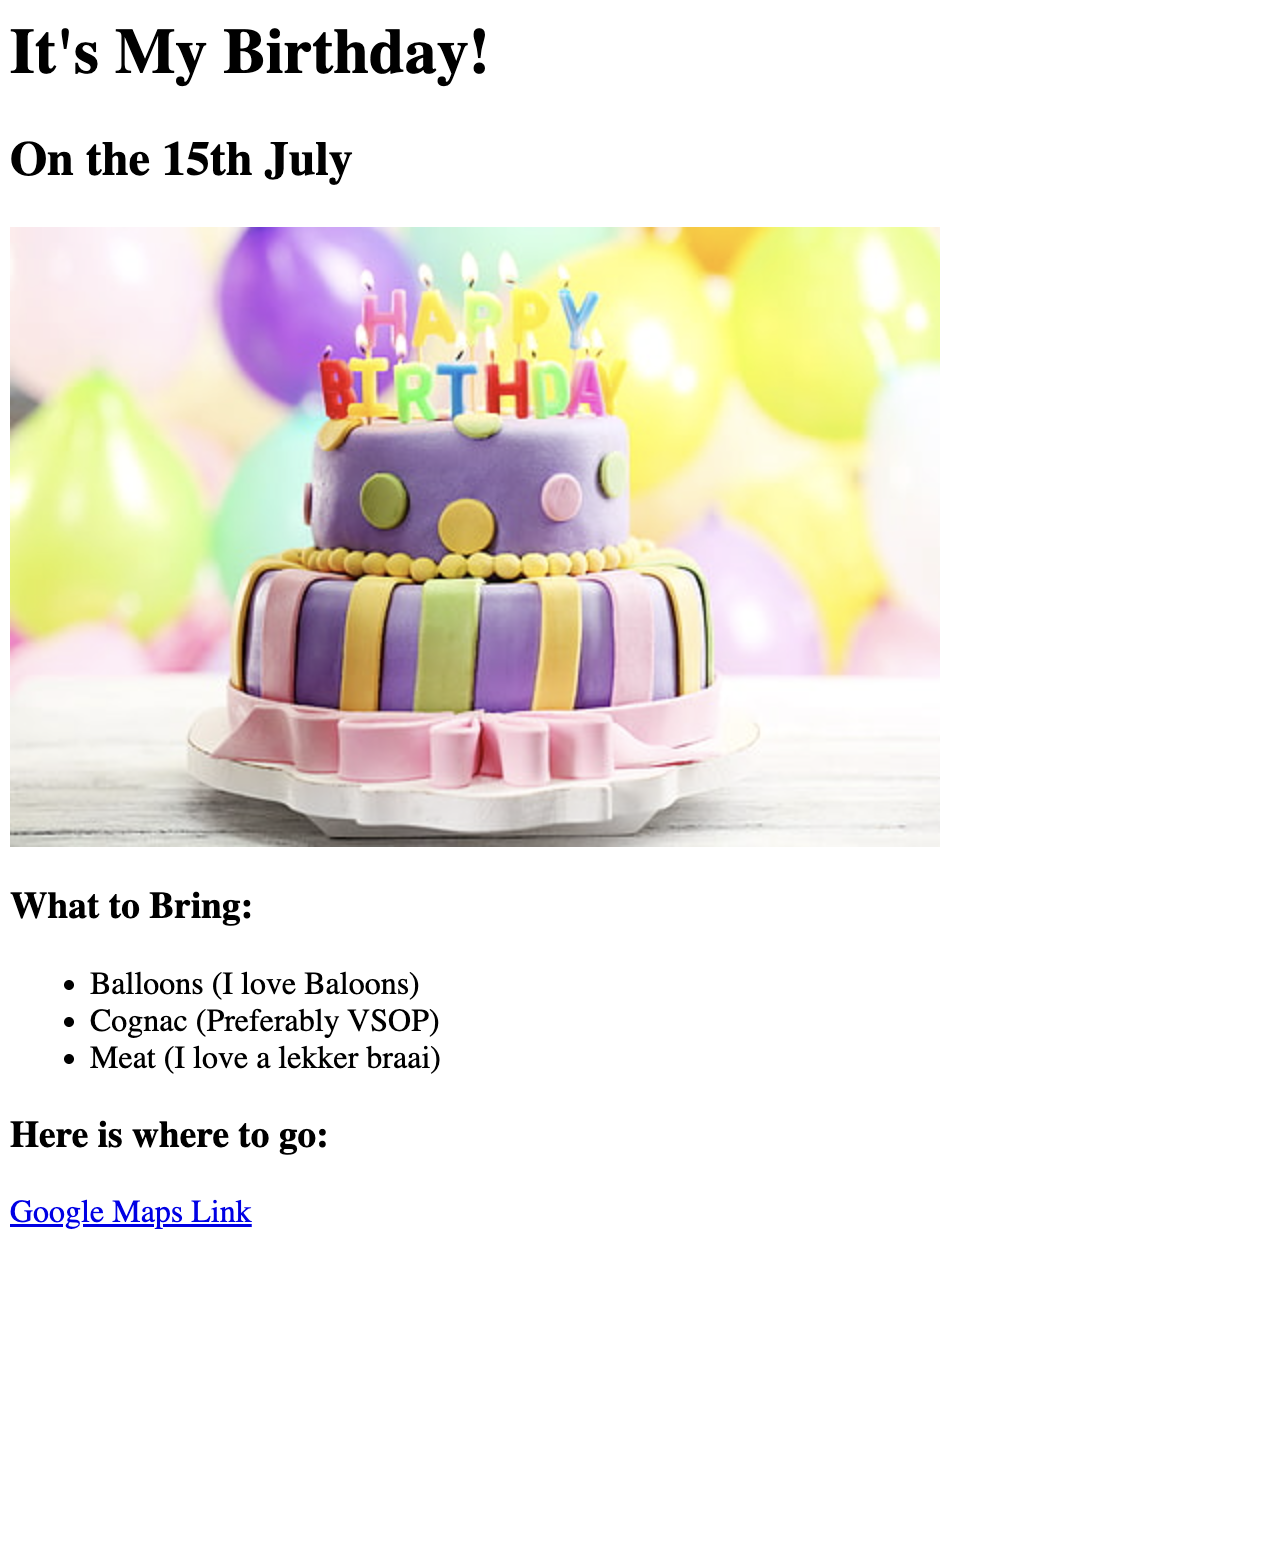 It's My Birthday!
On the 15th July
HAPPY
BIRTHDAY
What to Bring:
Balloons (I love Baloons)
Cognac (Preferably VSOP)
Meat (I love a lekker braai)
Here is where to go:
Google Maps Link